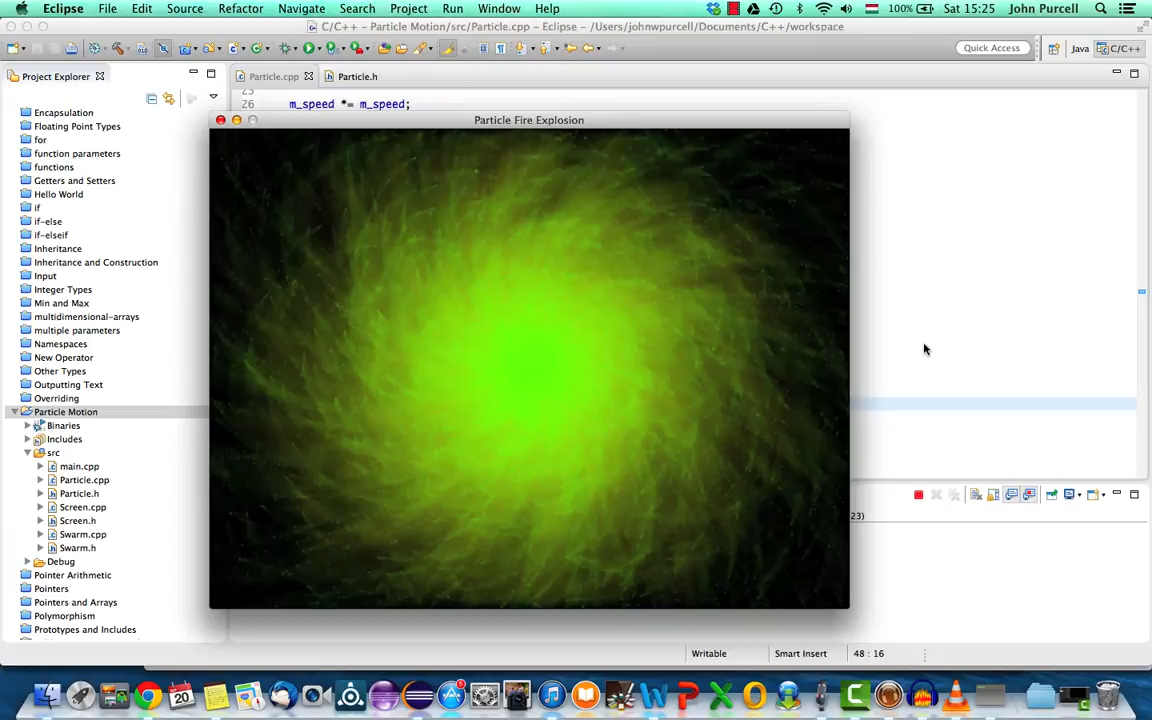 Eclipse File Edit Source Refactor Navigate Search Project Run Window Help 100% Sat 15:25 John Purcell
C/C++ – Particle Motion/src/Particle.cpp – Eclipse – /Users/johnwpurcell/Documents/C++/workspace
Quick Access Java C/C++
Project Explorer
Particle.cpp Particle.h
26 m_speed *= m_speed;
Particle Fire Explosion
Encapsulation
Floating Point Types
for
function parameters
functions
Getters and Setters
Hello World
if
if-else
if-elseif
Inheritance
Inheritance and Construction
Input
Integer Types
Min and Max
multidimensional-arrays
multiple parameters
Namespaces
New Operator
Other Types
Outputting Text
Overriding
Particle Motion
Binaries
Includes
src
main.cpp
Particle.cpp
Particle.h
Screen.cpp
Screen.h
Swarm.cpp
Swarm.h
Debug
Pointer Arithmetic
Pointers
Pointers and Arrays
Polymorphism
Prototypes and Includes
23)
Writable Smart Insert 48 : 16